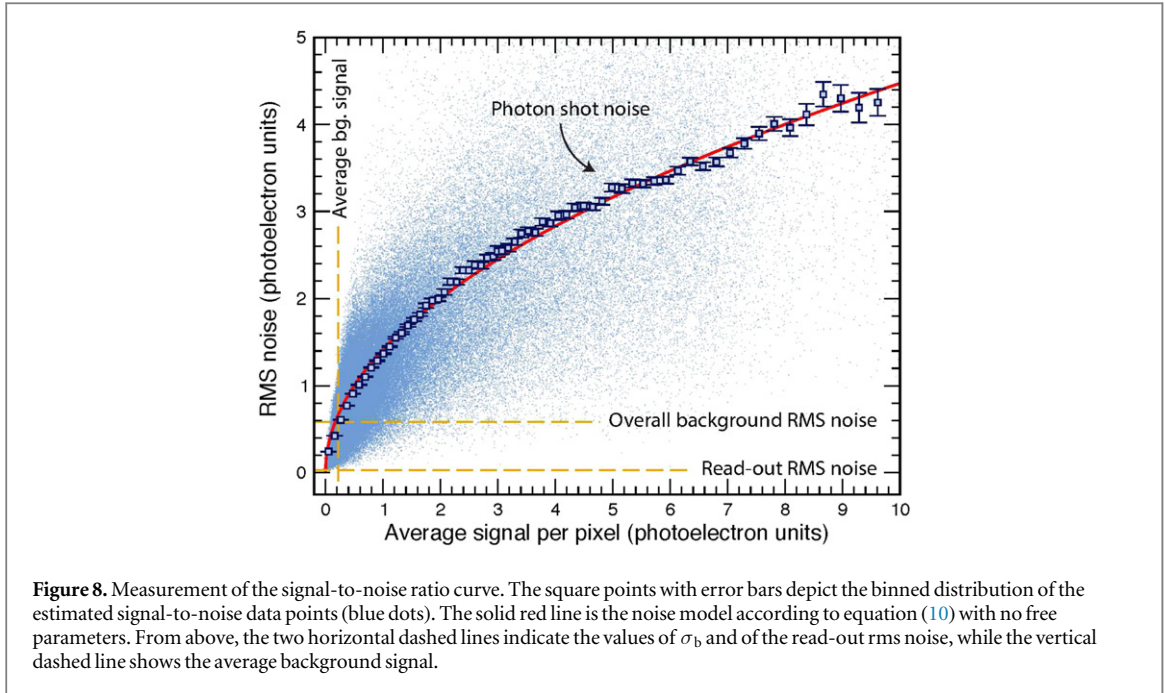 5
4
3
2
1
0
RMS noise (photoelectron units)
Average bg. signal
Photon shot noise
Overall background RMS noise
Read-out RMS noise
0 1 2 3 4 5 6 7 8 9 10
Average signal per pixel (photoelectron units)
Figure 8. Measurement of the signal-to-noise ratio curve. The square points with error bars depict the binned distribution of the
estimated signal-to-noise data points (blue dots). The solid red line is the noise model according to equation (10) with no free
parameters. From above, the two horizontal dashed lines indicate the values of σb and of the read-out rms noise, while the vertical
dashed line shows the average background signal.